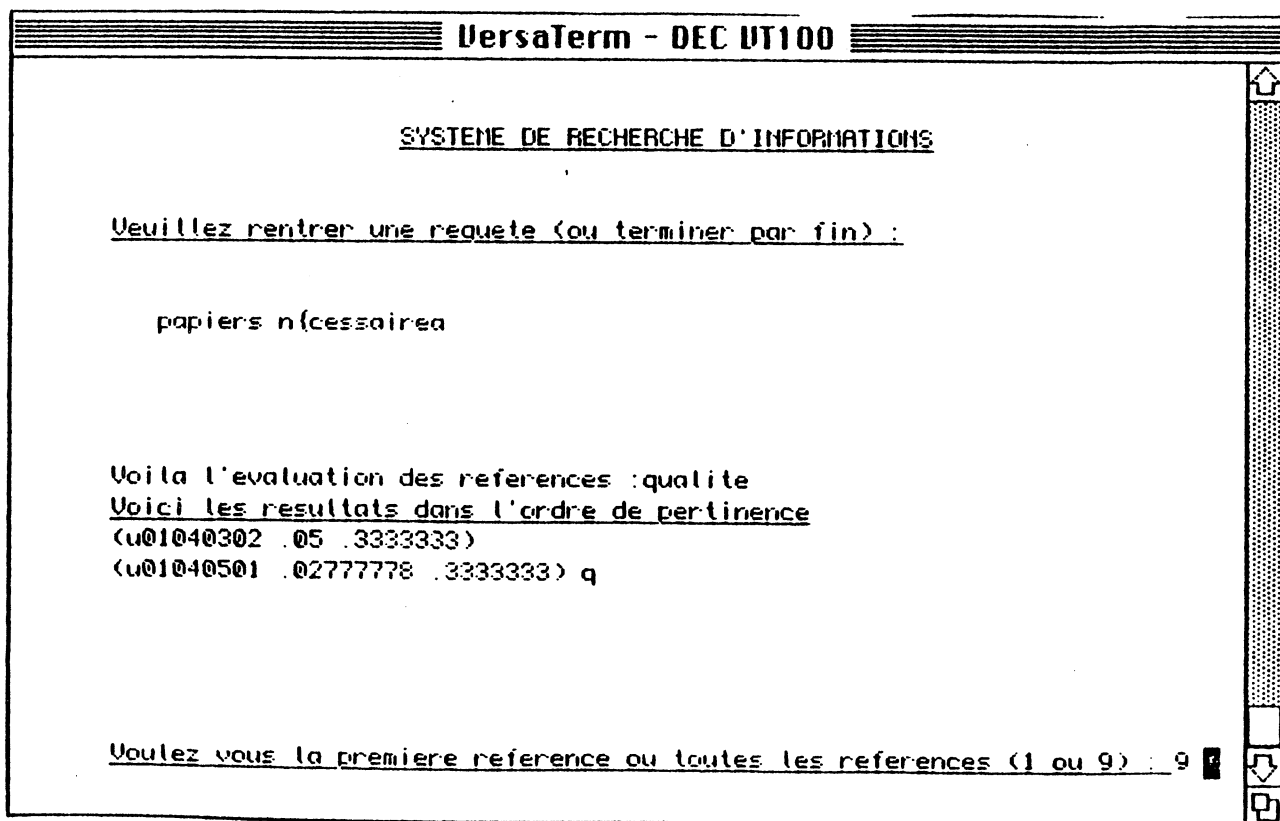 VersaTerm - DEC VT100
SYSTEME DE RECHERCHE D'INFORMATIONS
Veuillez rentrer une requete (ou terminer par fin) :
papiers n{cessairea
Voila l'evaluation des references :qualite
Voici les resultats dans l'ordre de pertinence
(u01040302 .05 .3333333)
(u01040501 .02777778 .3333333) q
Voulez vous la premiere reference ou toutes les references (1 ou 9) : 9